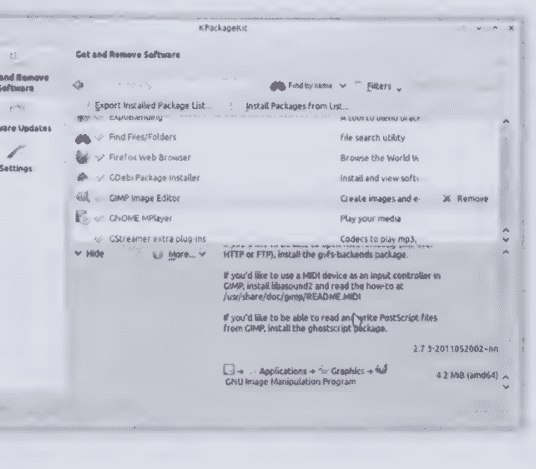 KPackageKit
Get and Remove Software
and Remove
Software
Find by name
Filters
Export Installed Package List...
Install Packages from List...
ware Updates
Find Files/Folders
file search utility
Firefox Web Browser
Browse the World W
Settings
GDebi Package Installer
Install and view soft
GIMP Image Editor
Create images and e
Remove
GNOME MPlayer
Play your media
GStreamer extra plug-ins
Codecs to play mp3,
Hide
More...
HTTP or FTP), install the gvfs-backends package.
If you'd like to use a MIDI device as an input controller in
GIMP, install libasound2 and read the how-to at
/usr/share/doc/gimp/README.MIDI
If you'd like to be able to read and write PostScript files
from GIMP, install the ghostscript package.
Applications → Graphics →
GNU Image Manipulation Program
4.2 MiB (amd64)